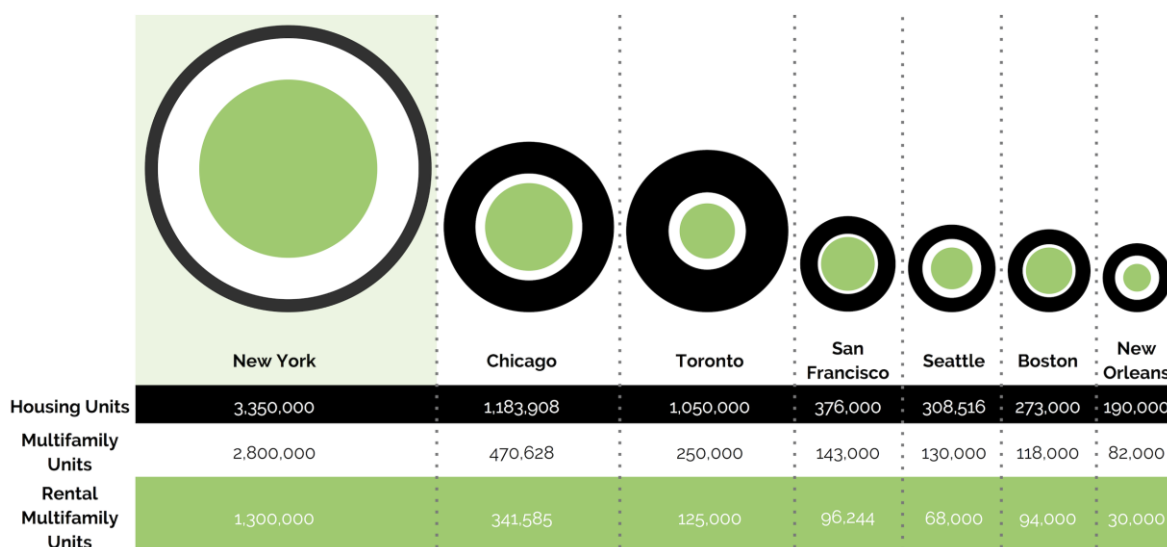 New York
Chicago
Toronto
San
Francisco
Seattle
Boston
New
Orleans
Housing Units
3,350,000
1,183,908
1,050,000
376,000
308,516
273,000
190,000
Multifamily
Units
2,800,000
470,628
250,000
143,000
130,000
118,000
82,000
Rental
Multifamily
Units
1,300,000
341,585
125,000
96,244
68,000
94,000
30,000